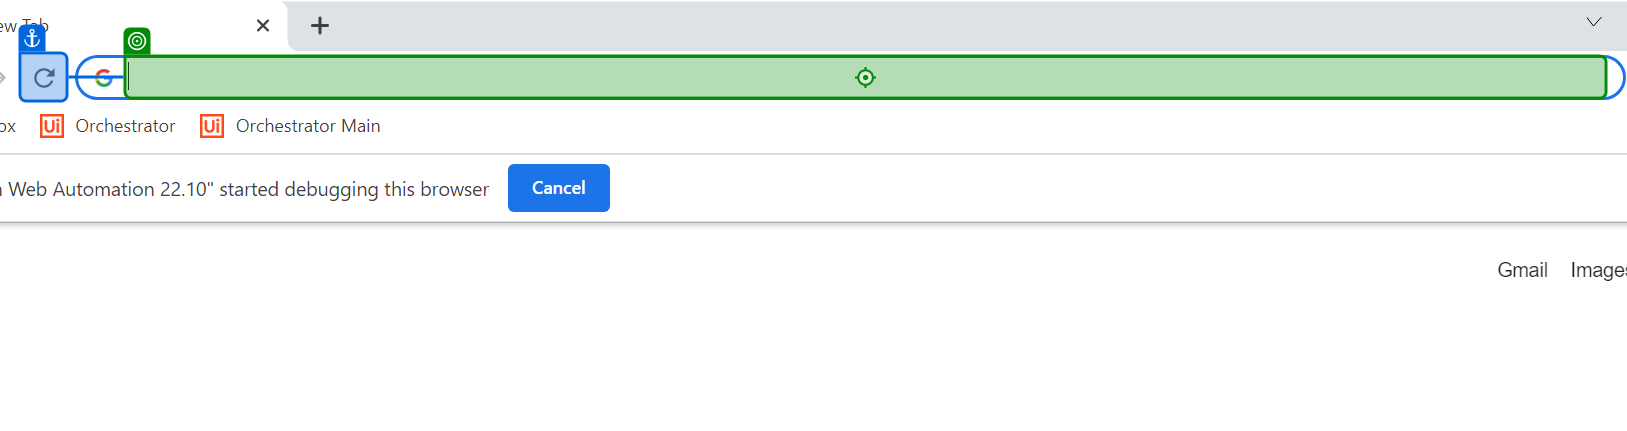 ew Tab
G
ox Ui Orchestrator Ui Orchestrator Main
n Web Automation 22.10" started debugging this browser Cancel
Gmail Images